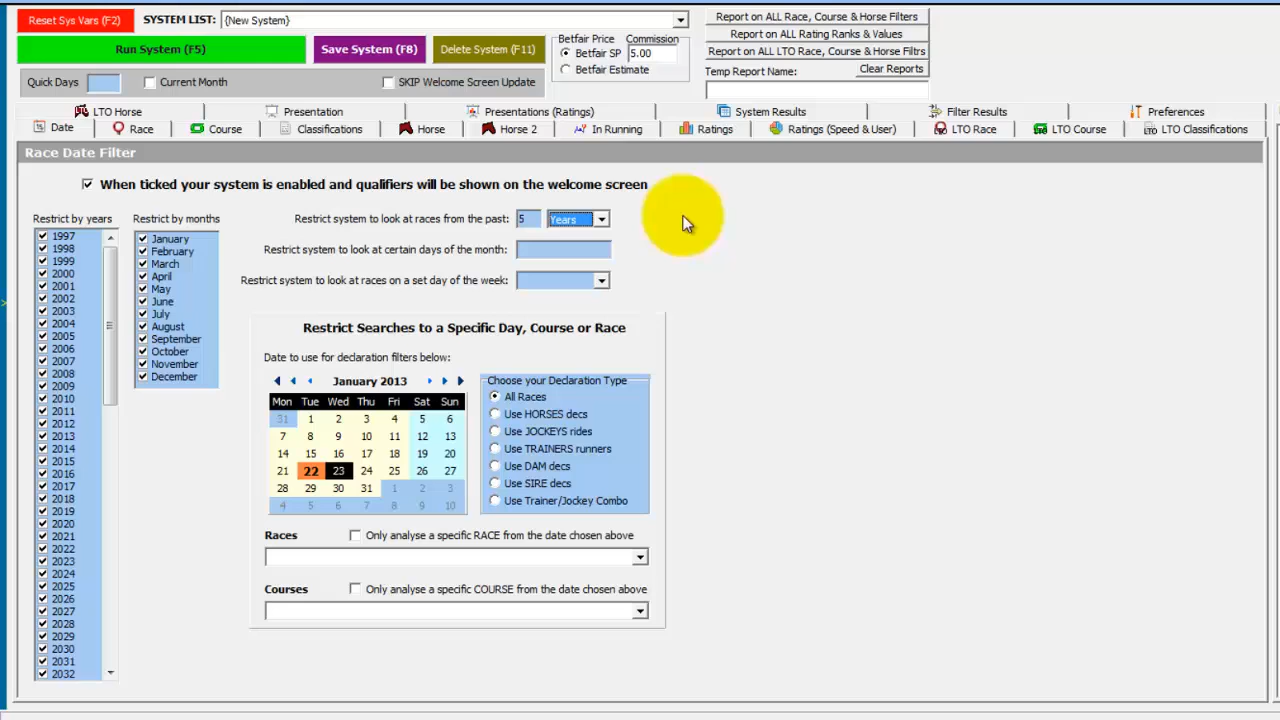 Reset Sys Vars (F2)
SYSTEM LIST:
{New System}
Report on ALL Race, Course & Horse Filters
Report on ALL Rating Ranks & Values
Report on ALL LTO Race, Course & Horse Filtrs
Run System (F5)
Save System (F8)
Delete System (F11)
Betfair Price
Commission
Betfair SP
5.00
Betfair Estimate
Temp Report Name:
Clear Reports
Quick Days
Current Month
SKIP Welcome Screen Update
LTO Horse
Presentation
Presentations (Ratings)
System Results
Filter Results
Preferences
Date
Race
Course
Classifications
Horse
Horse 2
In Running
Ratings
Ratings (Speed & User)
LTO Race
LTO Course
LTO Classifications
Race Date Filter
When ticked your system is enabled and qualifiers will be shown on the welcome screen
Restrict by years
1997
1998
1999
2000
2001
2002
2003
2004
2005
2006
2007
2008
2009
2010
2011
2012
2013
2014
2015
2016
2017
2018
2019
2020
2021
2022
2023
2024
2025
2026
2027
2028
2029
2030
2031
2032
Restrict by months
January
February
March
April
May
June
July
August
September
October
November
December
Restrict system to look at races from the past:
5
Years
Restrict system to look at certain days of the month:
Restrict system to look at races on a set day of the week:
Restrict Searches to a Specific Day, Course or Race
Date to use for declaration filters below:
January 2013
Mon Tue Wed Thu Fri Sat Sun
31 1 2 3 4 5 6
7 8 9 10 11 12 13
14 15 16 17 18 19 20
21 22 23 24 25 26 27
28 29 30 31 1 2 3
4 5 6 7 8 9 10
Choose your Declaration Type
All Races
Use HORSES decs
Use JOCKEYS rides
Use TRAINERS runners
Use DAM decs
Use SIRE decs
Use Trainer/Jockey Combo
Races
Only analyse a specific RACE from the date chosen above
Courses
Only analyse a specific COURSE from the date chosen above